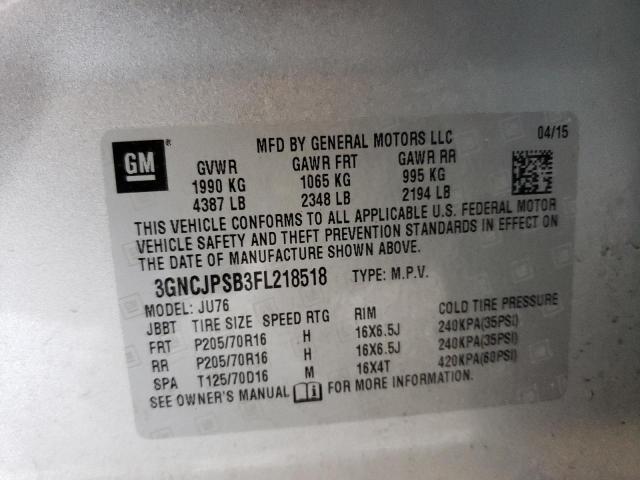 GM ®
MFD BY GENERAL MOTORS LLC 04/15
GVWR GAWR FRT GAWR RR
1990 KG 1065 KG 995 KG
4387 LB 2348 LB 2194 LB
THIS VEHICLE CONFORMS TO ALL APPLICABLE U.S. FEDERAL MOTOR
VEHICLE SAFETY AND THEFT PREVENTION STANDARDS IN EFFECT ON
THE DATE OF MANUFACTURE SHOWN ABOVE.
3GNCJPSB3FL218518 TYPE: M.P.V.
MODEL: JU76
JBBT TIRE SIZE SPEED RTG RIM COLD TIRE PRESSURE
FRT P205/70R16 H 16X6.5J 240KPA(35PSI)
RR P205/70R16 H 16X6.5J 240KPA(35PSI)
SPA T125/70D16 M 16X4T 420KPA(60PSI)
SEE OWNER'S MANUAL i FOR MORE INFORMATION.